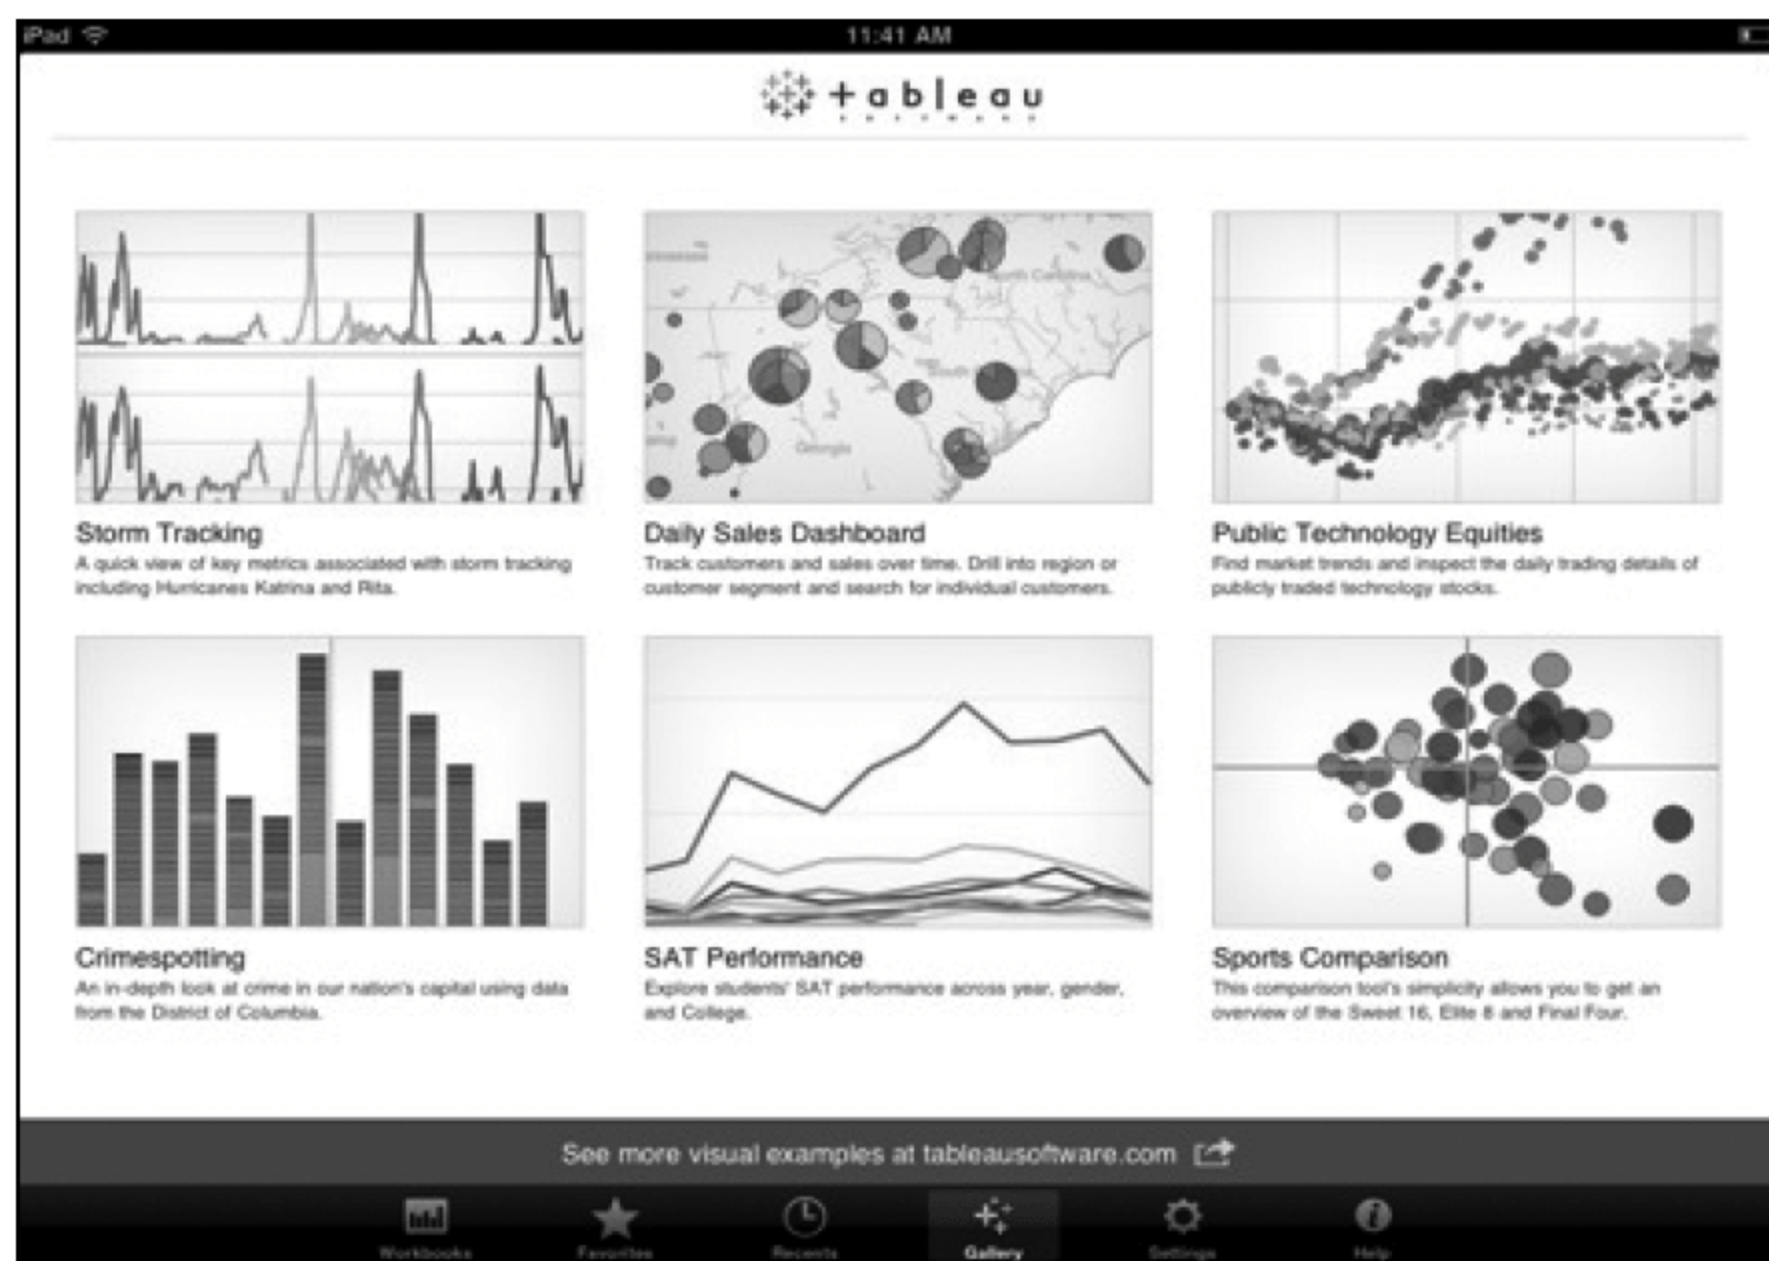 iPad
11:41 AM
+ableau
SOFTWARE
North Carolina
Georgia
Storm Tracking
A quick view of key metrics associated with storm tracking
including Hurricanes Katrina and Rita.
Daily Sales Dashboard
Track customers and sales over time. Drill into region or
customer segment and search for individual customers.
Public Technology Equities
Find market trends and inspect the daily trading details of
publicly traded technology stocks.
Crimespotting
An in-depth look at crime in our nation's capital using data
from the District of Columbia.
SAT Performance
Explore students' SAT performance across year, gender,
and College.
Sports Comparison
This comparison tool's simplicity allows you to get an
overview of the Sweet 16, Elite 8 and Final Four.
See more visual examples at tableausoftware.com
Workbooks
Favorites
Recents
Gallery
Settings
Help